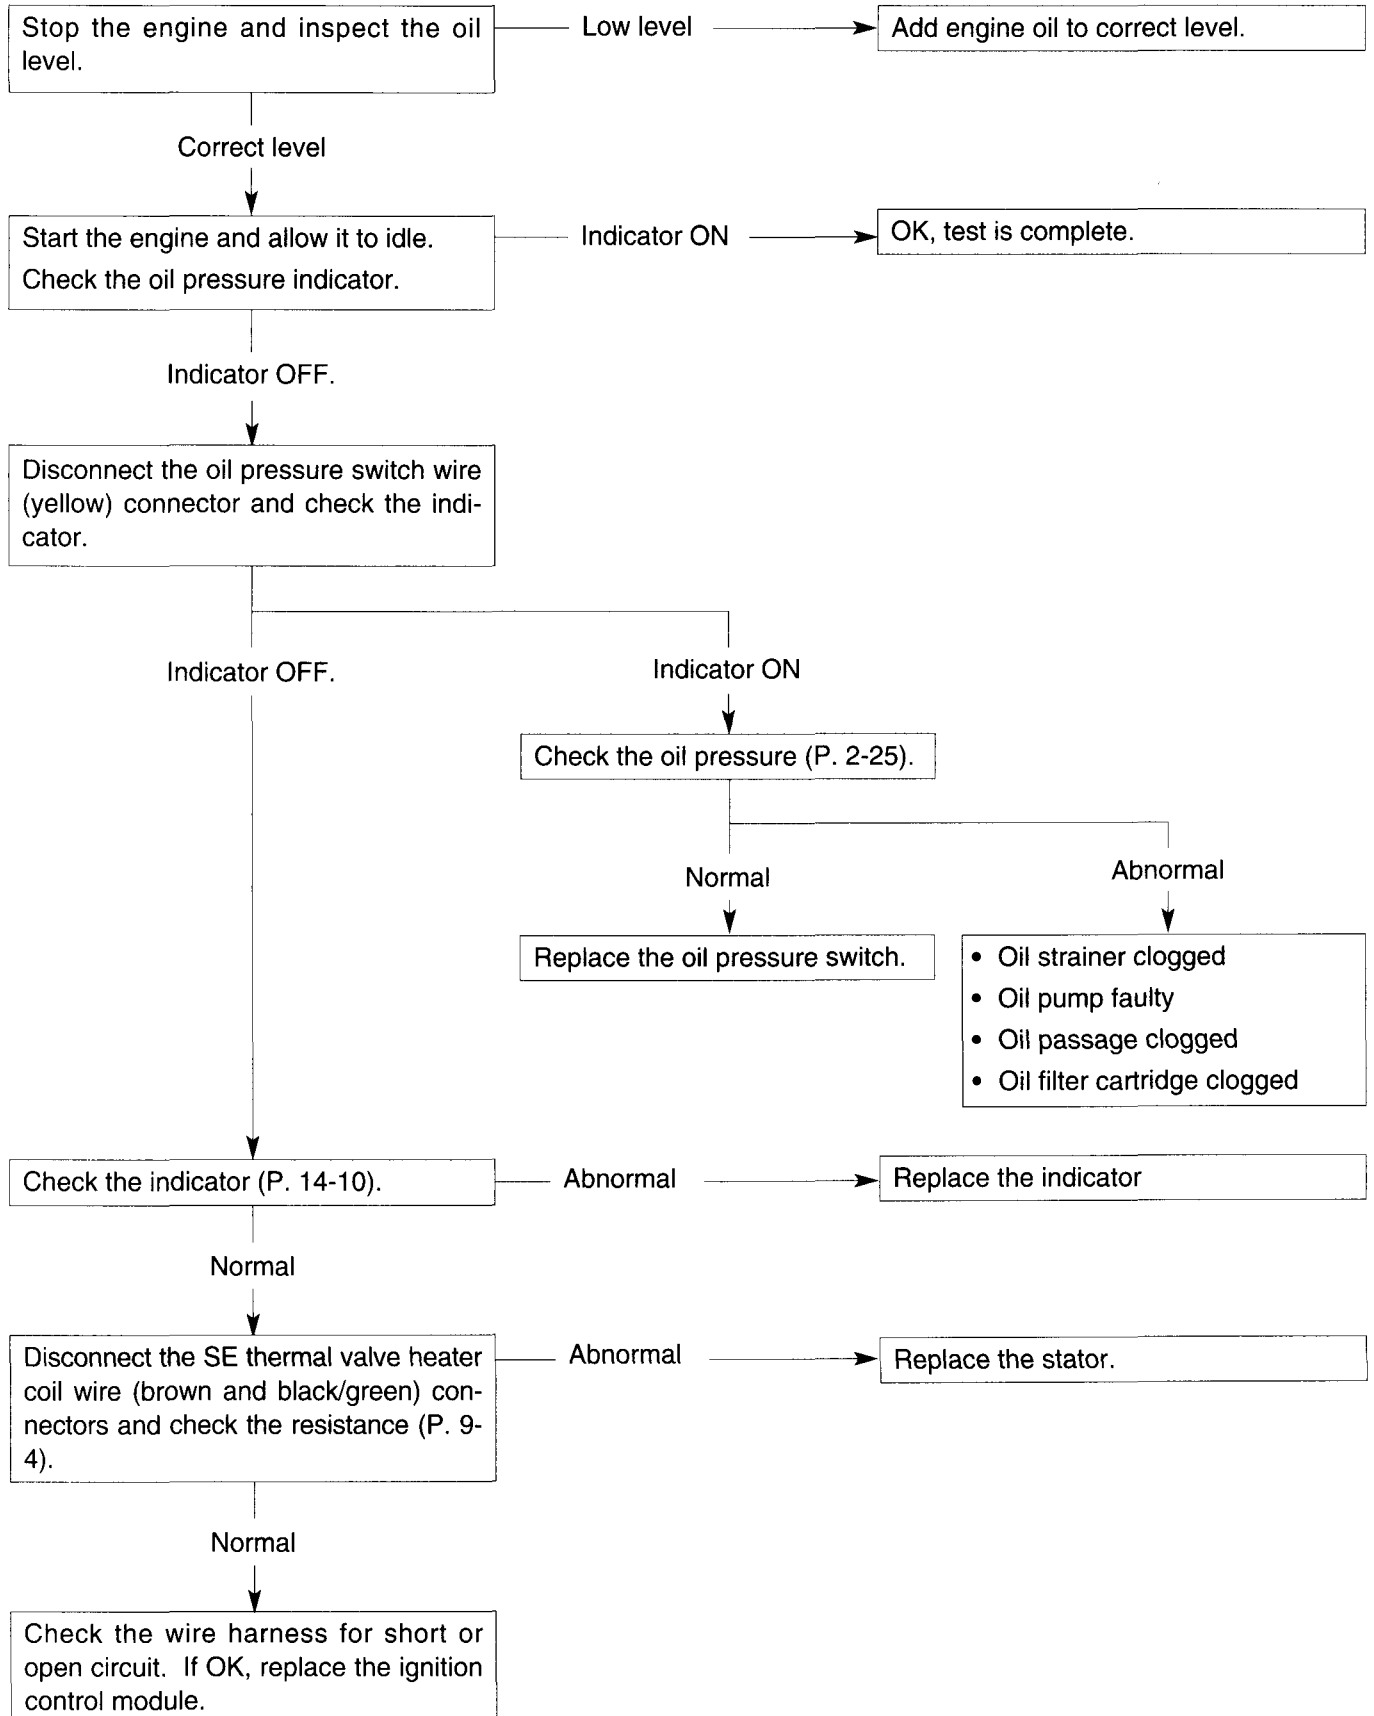 Stop the engine and inspect the oil
level.
Low level
Add engine oil to correct level.
Correct level
Start the engine and allow it to idle.
Check the oil pressure indicator.
Indicator ON
OK, test is complete.
Indicator OFF.
Disconnect the oil pressure switch wire
(yellow) connector and check the indi-
cator.
Indicator OFF.
Indicator ON
Check the oil pressure (P. 2-25).
Normal
Abnormal
Replace the oil pressure switch.
• Oil strainer clogged
• Oil pump faulty
• Oil passage clogged
• Oil filter cartridge clogged
Check the indicator (P. 14-10).
Abnormal
Replace the indicator
Normal
Disconnect the SE thermal valve heater
coil wire (brown and black/green) con-
nectors and check the resistance (P. 9-
4).
Abnormal
Replace the stator.
Normal
Check the wire harness for short or
open circuit. If OK, replace the ignition
control module.